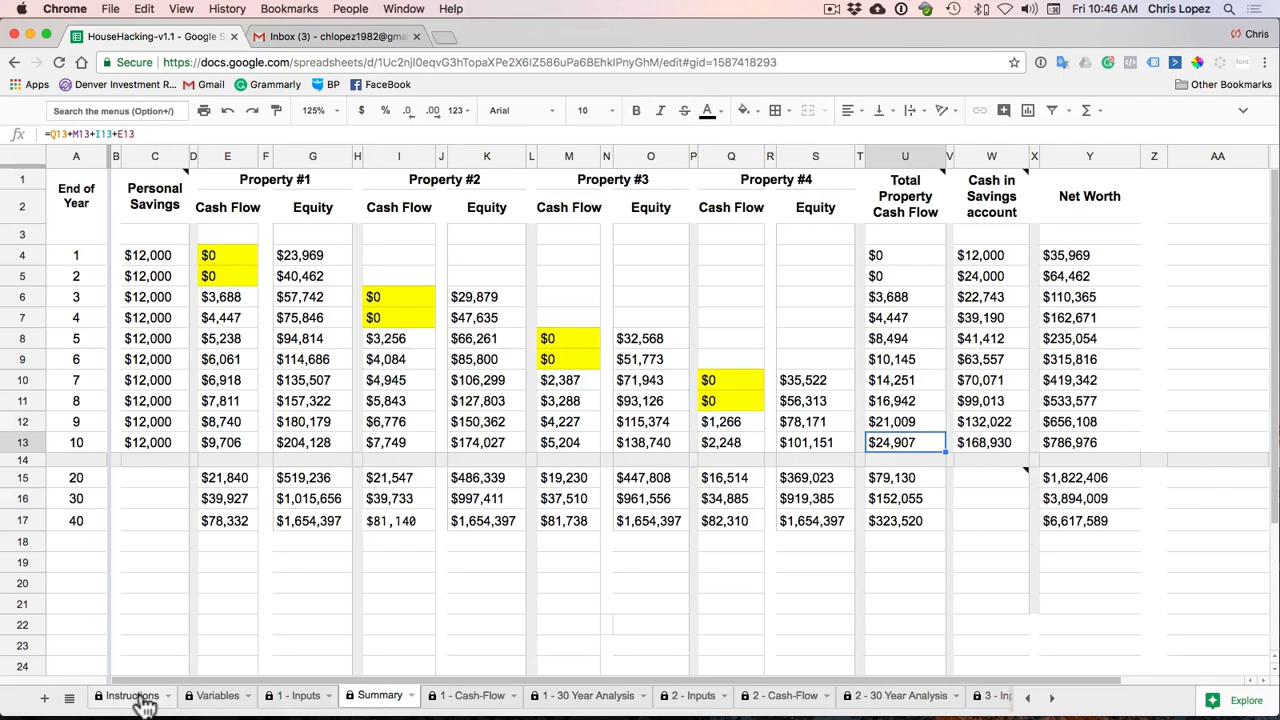 Chrome File Edit View History Bookmarks People Window Help Fri 10:46 AM Chris Lopez
HouseHacking-v1.1 - Google S Inbox (3) - chlopez1982@gma Chris
Secure https://docs.google.com/spreadsheets/d/1Uc2njI0eqvG3hTopaXPe2X6IZ586uPa6BEhkIPnyGhM/edit#gid=1587418293
Apps Denver Investment R... Gmail Grammarly BP FaceBook Other Bookmarks
Search the menus (Option+/) 125% $ % .0 .00 123 Arial 10
fx =Q13+M13+I13+E13
A B C D E F G H I J K L M N O P Q R S T U V W X Y Z AA
1 End of Year Personal Savings Property #1 Property #2 Property #3 Property #4 Total Property Cash Flow Cash in Savings account Net Worth
2 Cash Flow Equity Cash Flow Equity Cash Flow Equity Cash Flow Equity
3
4 1 $12,000 $0 $23,969 $0 $12,000 $35,969
5 2 $12,000 $0 $40,462 $0 $24,000 $64,462
6 3 $12,000 $3,688 $57,742 $0 $29,879 $3,688 $22,743 $110,365
7 4 $12,000 $4,447 $75,846 $0 $47,635 $4,447 $39,190 $162,671
8 5 $12,000 $5,238 $94,814 $3,256 $66,261 $0 $32,568 $8,494 $41,412 $235,054
9 6 $12,000 $6,061 $114,686 $4,084 $85,800 $0 $51,773 $10,145 $63,557 $315,816
10 7 $12,000 $6,918 $135,507 $4,945 $106,299 $2,387 $71,943 $0 $35,522 $14,251 $70,071 $419,342
11 8 $12,000 $7,811 $157,322 $5,843 $127,803 $3,288 $93,126 $0 $56,313 $16,942 $99,013 $533,577
12 9 $12,000 $8,740 $180,179 $6,776 $150,362 $4,227 $115,374 $1,266 $78,171 $21,009 $132,022 $656,108
13 10 $12,000 $9,706 $204,128 $7,749 $174,027 $5,204 $138,740 $2,248 $101,151 $24,907 $168,930 $786,976
14
15 20 $21,840 $519,236 $21,547 $486,339 $19,230 $447,808 $16,514 $369,023 $79,130 $1,822,406
16 30 $39,927 $1,015,656 $39,733 $997,411 $37,510 $961,556 $34,885 $919,385 $152,055 $3,894,009
17 40 $78,332 $1,654,397 $81,140 $1,654,397 $81,738 $1,654,397 $82,310 $1,654,397 $323,520 $6,617,589
18
19
20
21
22
23
24
Instructions Variables 1 - Inputs Summary 1 - Cash-Flow 1 - 30 Year Analysis 2 - Inputs 2 - Cash-Flow 2 - 30 Year Analysis 3 - In Explore